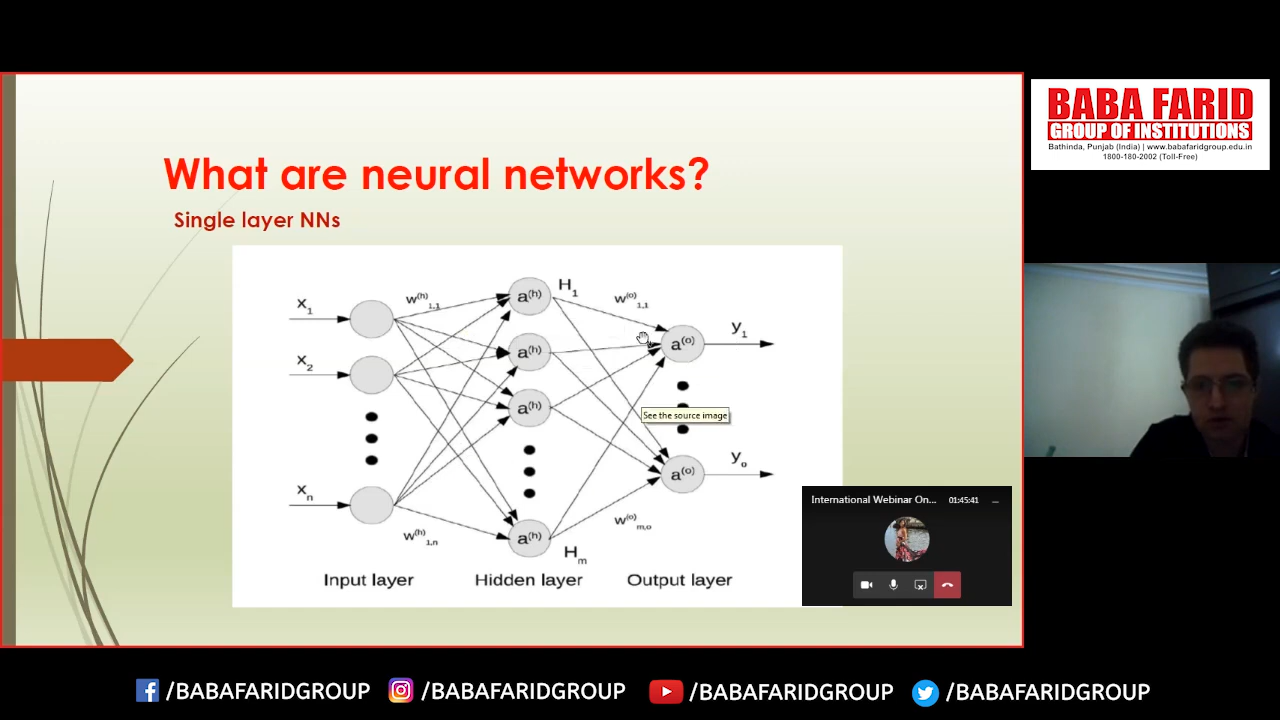 BABA FARID
GROUP OF INSTITUTIONS
Bathinda, Punjab (India) | www.babafaridgroup.edu.in
1800-180-2002 (Toll-Free)
What are neural networks?
Single layer NNs
x1
x2
xn
w(h)1,1
w(h)1,n
a(h)
a(h)
a(h)
a(h)
H1
Hm
w(o)1,1
w(o)m,o
a(o)
a(o)
y1
yo
See the source image
Input layer
Hidden layer
Output layer
International Webinar On...
01:45:41
/BABAFARIDGROUP
/BABAFARIDGROUP
/BABAFARIDGROUP
/BABAFARIDGROUP